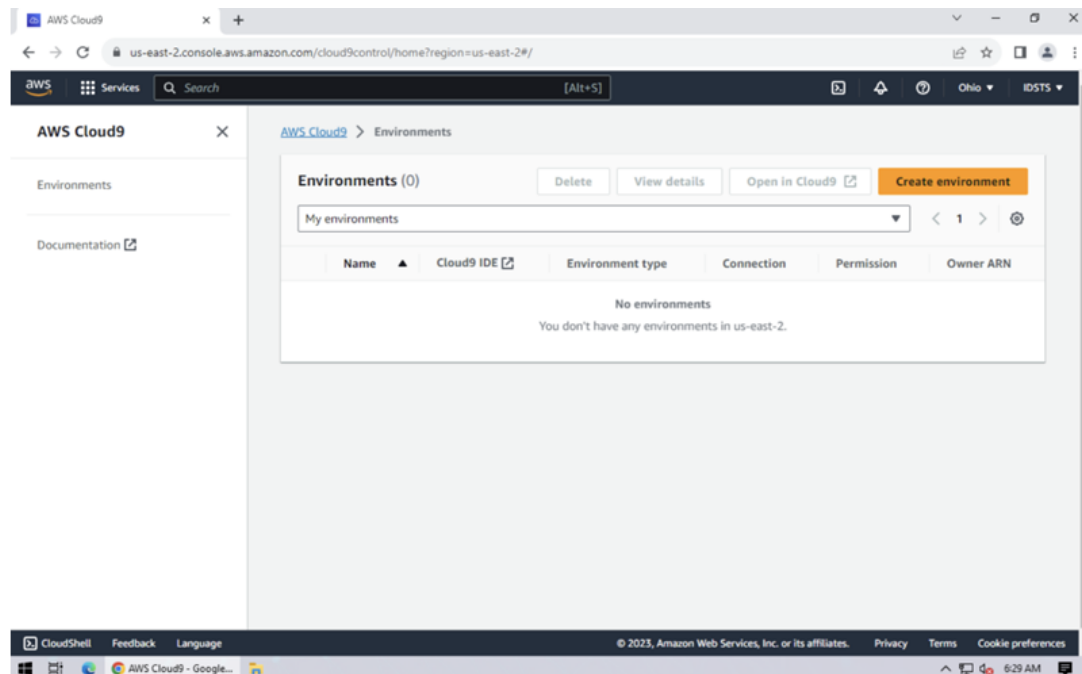 AWS Cloud9
us-east-2.console.aws.amazon.com/cloud9control/home?region=us-east-2#/
aws Services Search [Alt+S] Ohio IDSTS
AWS Cloud9
Environments
Documentation
AWS Cloud9 > Environments
Environments (0) Delete View details Open in Cloud9 Create environment
My environments 1
Name Cloud9 IDE Environment type Connection Permission Owner ARN
No environments
You don't have any environments in us-east-2.
CloudShell Feedback Language © 2023, Amazon Web Services, Inc. or its affiliates. Privacy Terms Cookie preferences
AWS Cloud9 - Google... 6:29 AM